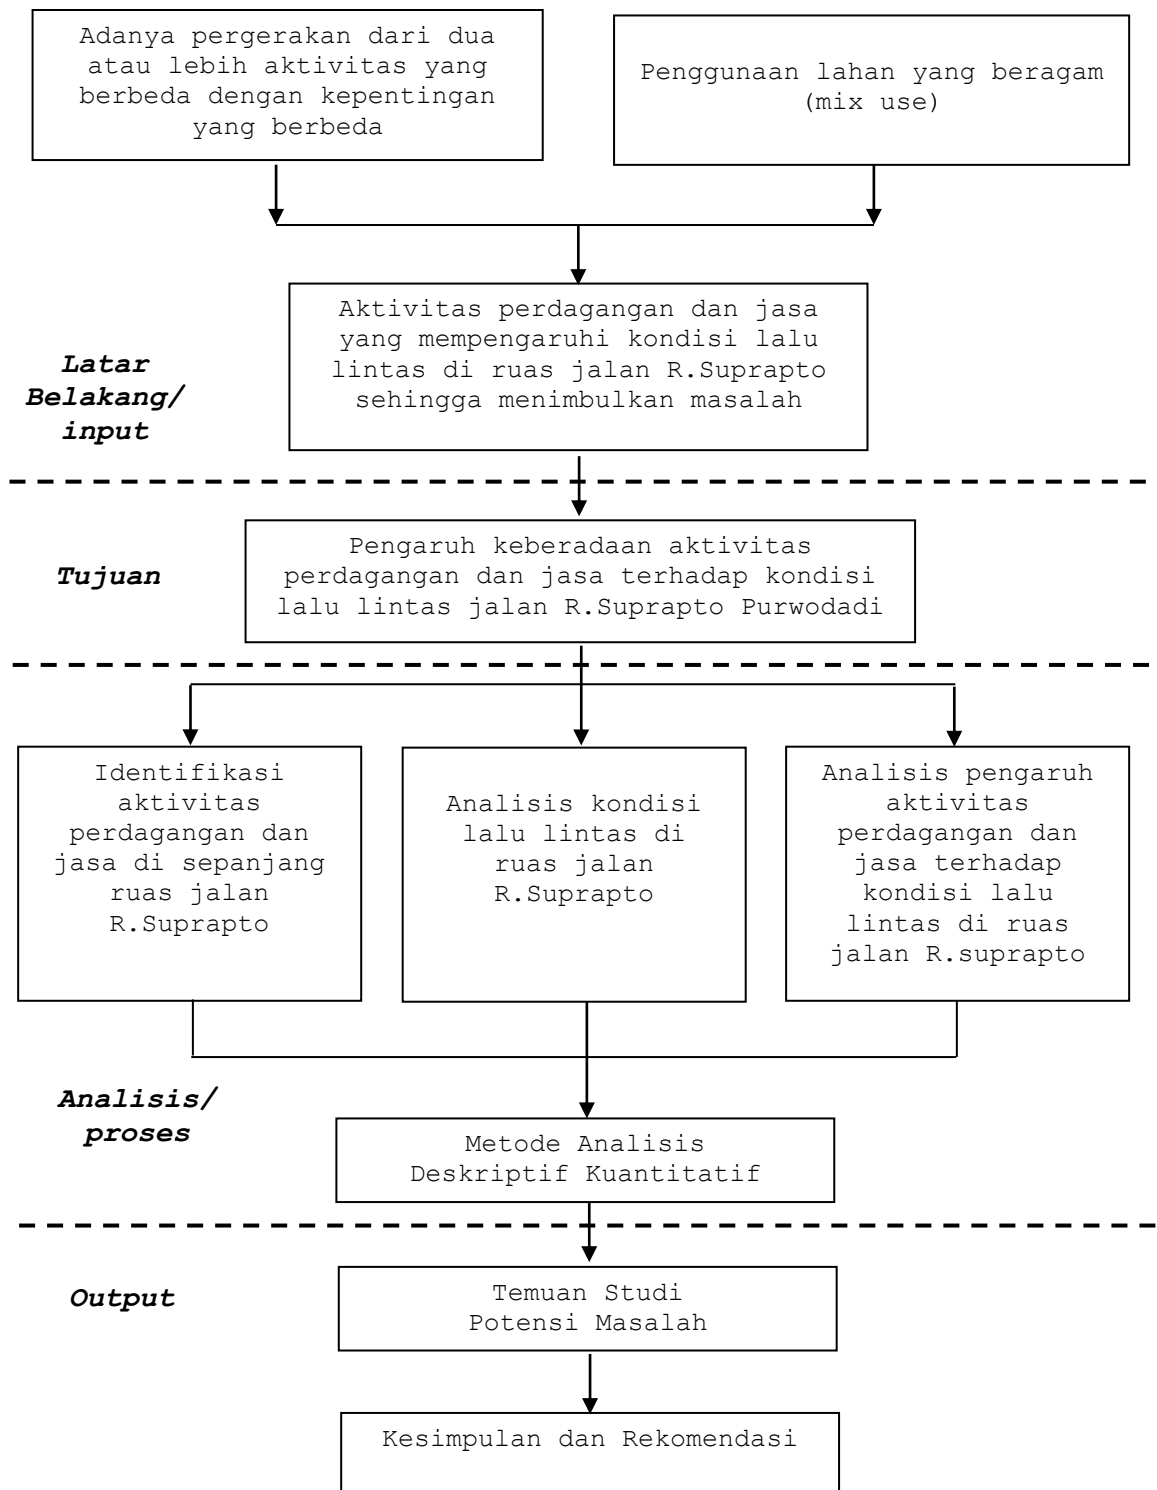 Adanya pergerakan dari dua
atau lebih aktivitas yang
berbeda dengan kepentingan
yang berbeda
Penggunaan lahan yang beragam
(mix use)
Latar
Belakang/
input
Aktivitas perdagangan dan jasa
yang mempengaruhi kondisi lalu
lintas di ruas jalan R.Suprapto
sehingga menimbulkan masalah
Tujuan
Pengaruh keberadaan aktivitas
perdagangan dan jasa terhadap kondisi
lalu lintas jalan R.Suprapto Purwodadi
Identifikasi
aktivitas
perdagangan dan
jasa di sepanjang
ruas jalan
R.Suprapto
Analisis kondisi
lalu lintas di
ruas jalan
R.Suprapto
Analisis pengaruh
aktivitas
perdagangan dan
jasa terhadap
kondisi lalu
lintas di ruas
jalan R.suprapto
Analisis/
proses
Metode Analisis
Deskriptif Kuantitatif
Output
Temuan Studi
Potensi Masalah
Kesimpulan dan Rekomendasi